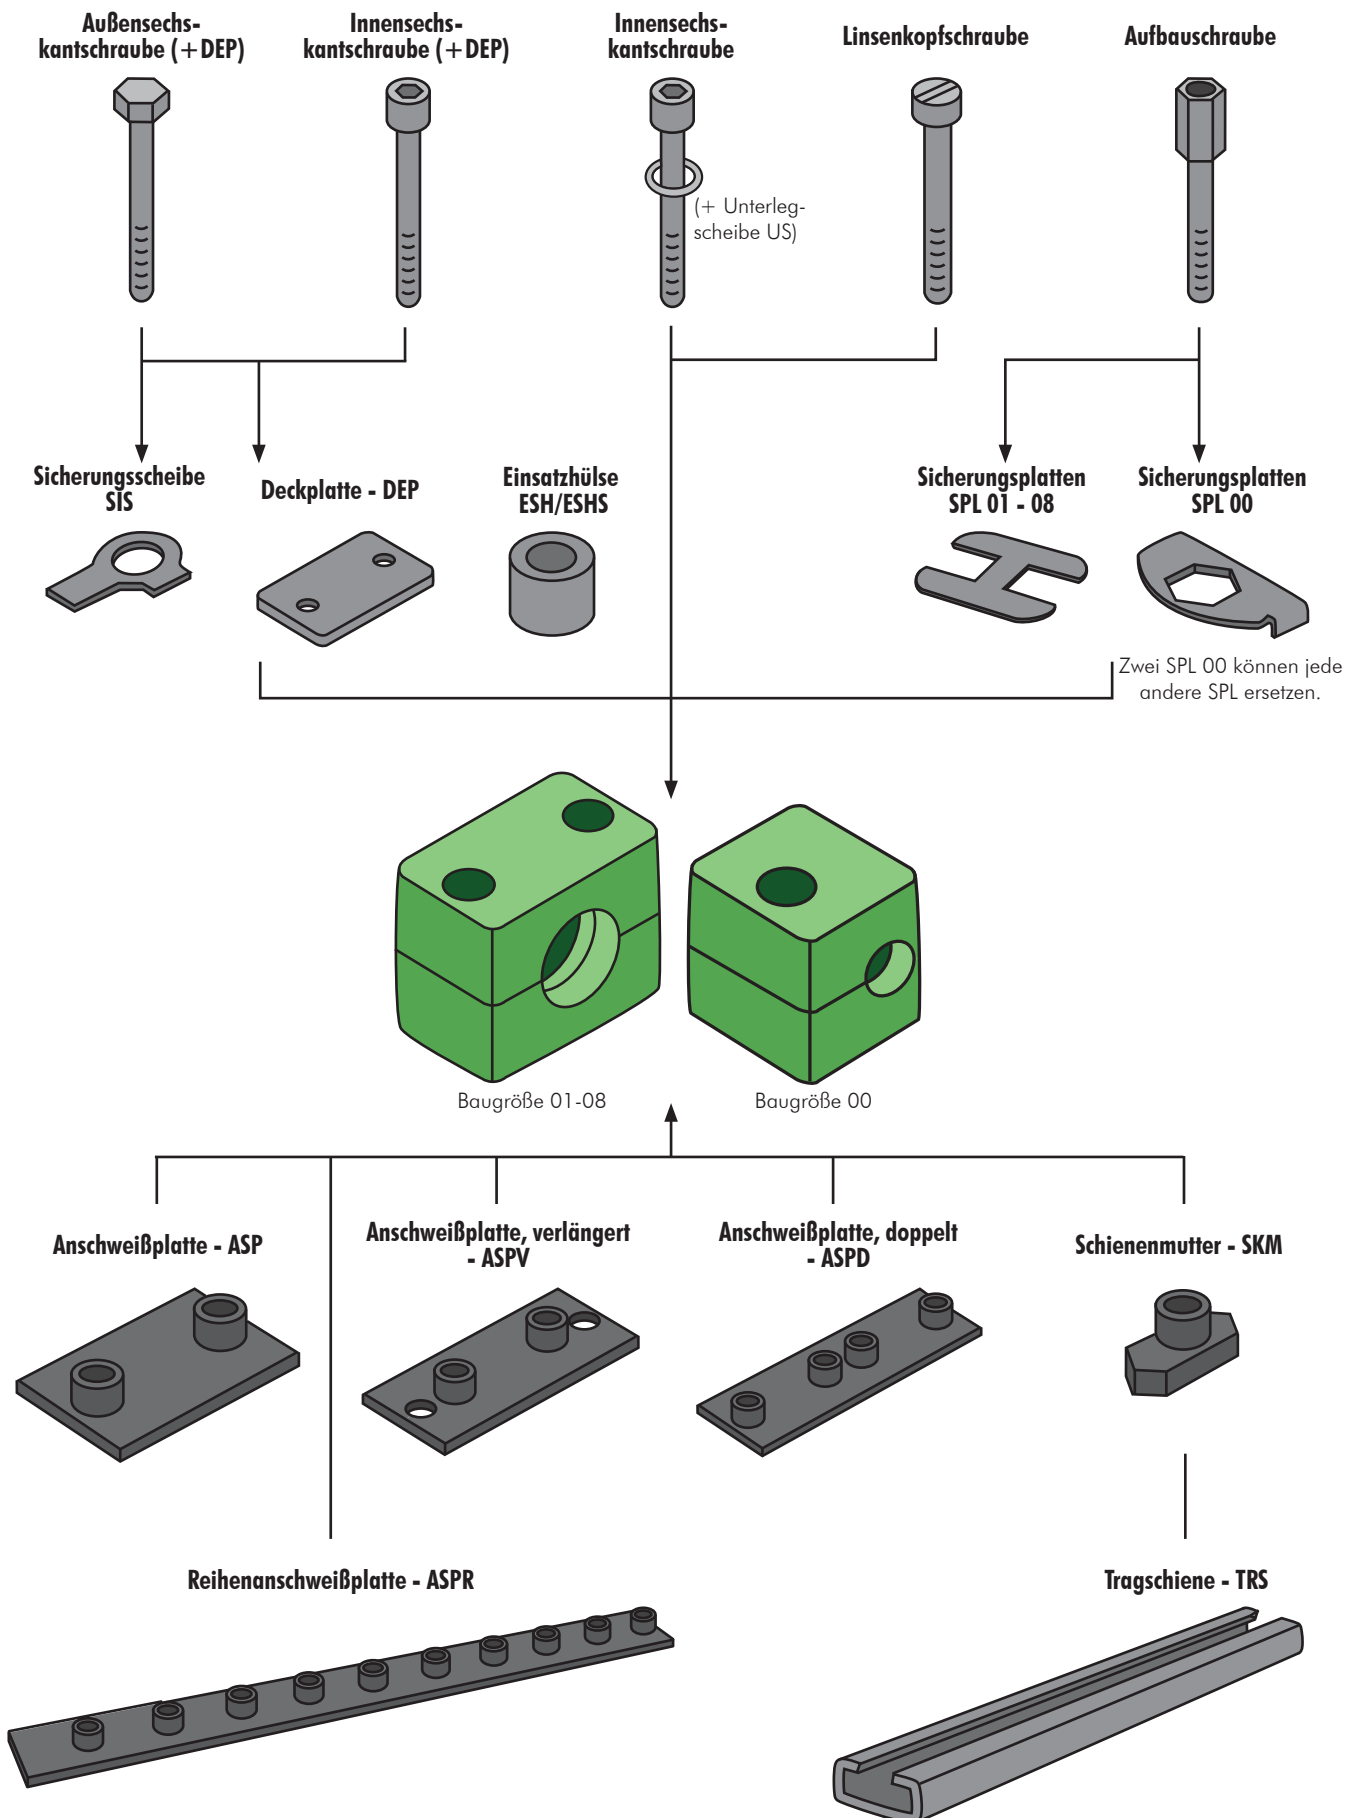 Außensechs-
kantschraube (+DEP)
Innensechs-
kantschraube (+DEP)
Innensechs-
kantschraube
Linsenkopfschraube
Aufbauschraube
(+ Unterleg-
scheibe US)
Sicherungsscheibe
SIS
Deckplatte - DEP
Einsatzhülse
ESH/ESHS
Sicherungsplatten
SPL 01 - 08
Sicherungsplatten
SPL 00
Zwei SPL 00 können jede
andere SPL ersetzen.
Baugröße 01-08
Baugröße 00
Anschweißplatte - ASP
Anschweißplatte, verlängert
- ASPV
Anschweißplatte, doppelt
- ASPD
Schienenmutter - SKM
Reihenanschweißplatte - ASPR
Tragschiene - TRS